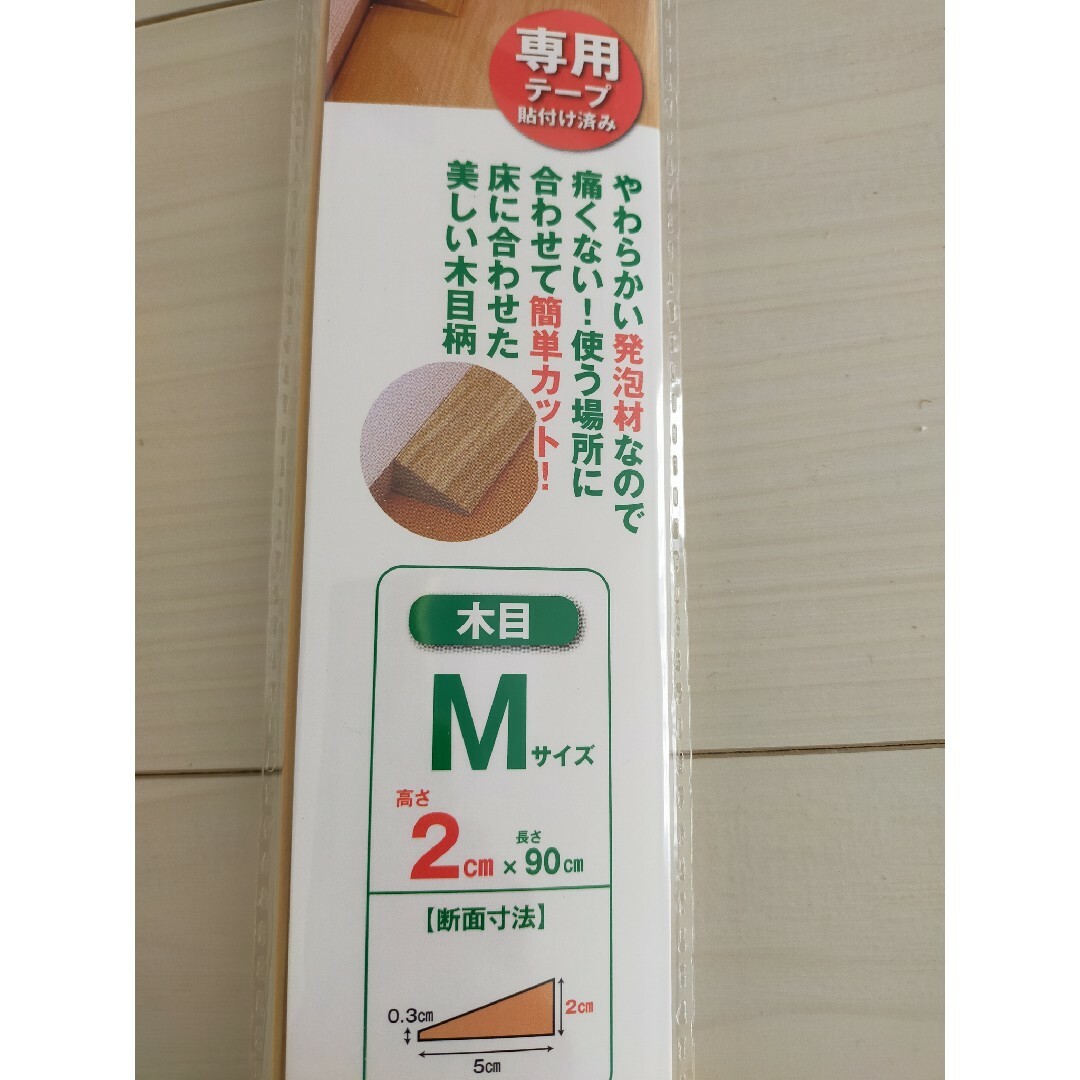 専用
テープ
貼付け済み
やわらかい発泡材なので
痛くない!使う場所に
合わせて簡単カット!
床に合わせた
美しい木目柄
木目
Mサイズ
高さ 長さ
2cm×90cm
【断面寸法】
0.3cm
2cm
5cm